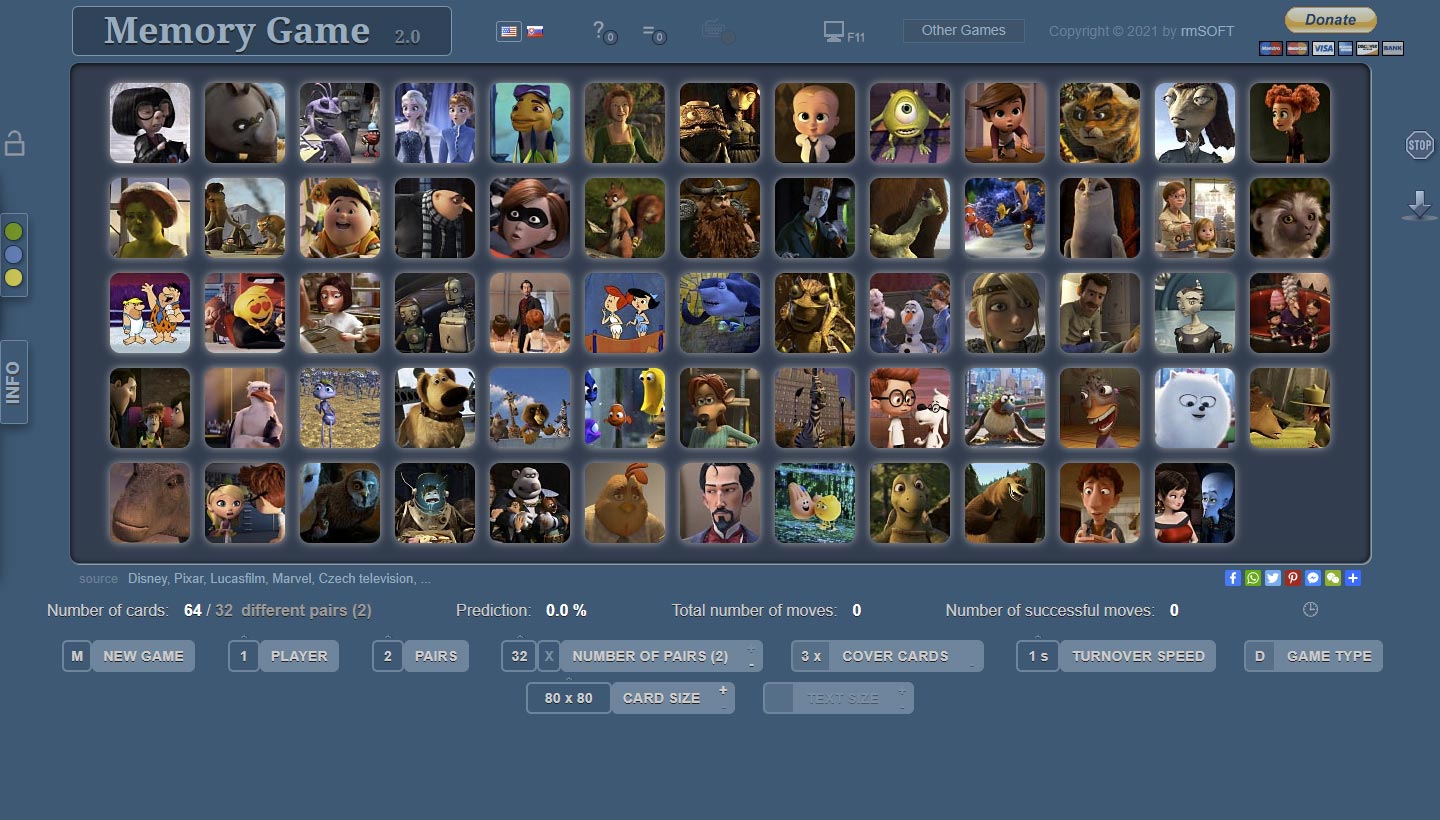 Memory Game 2.0
? 0 = 0
F11
Other Games
Copyright © 2021 by rmSOFT
Donate
VISA
BANK
STOP
INFO
source Disney, Pixar, Lucasfilm, Marvel, Czech television, ...
Number of cards: 64 / 32 different pairs (2) Prediction: 0.0 % Total number of moves: 0 Number of successful moves: 0
M NEW GAME 1 PLAYER 2 PAIRS 32 X NUMBER OF PAIRS (2) + - 3 x COVER CARDS - 1 s TURNOVER SPEED D GAME TYPE
80 x 80 CARD SIZE + - TEXT SIZE + -